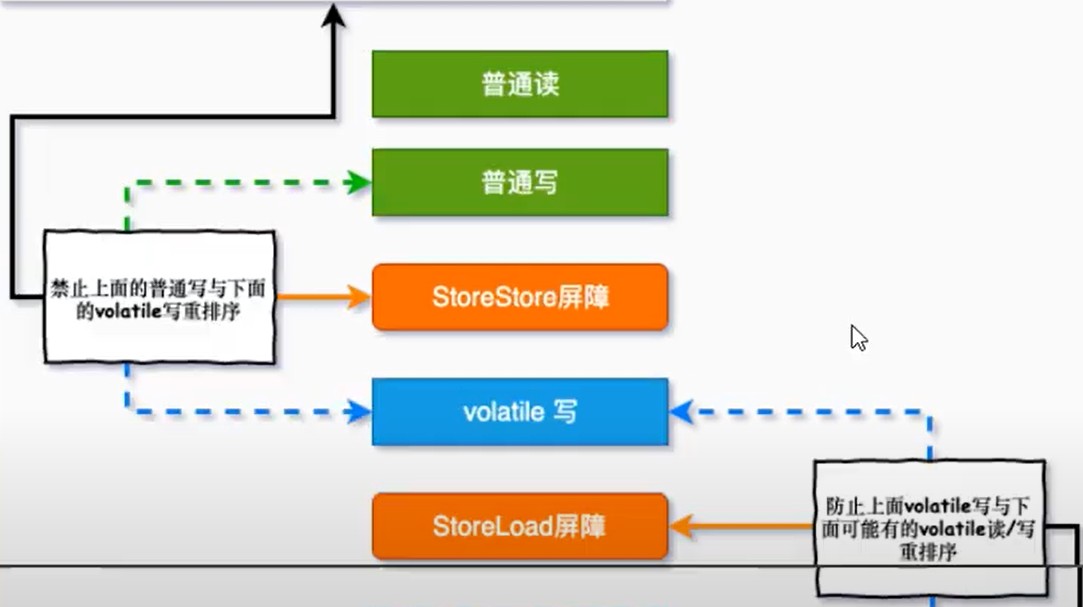 普通读
普通写
禁止上面的普通写与下面
的volatile写重排序
StoreStore屏障
volatile 写
StoreLoad屏障
防止上面volatile写与下
面可能有的volatile读/写
重排序